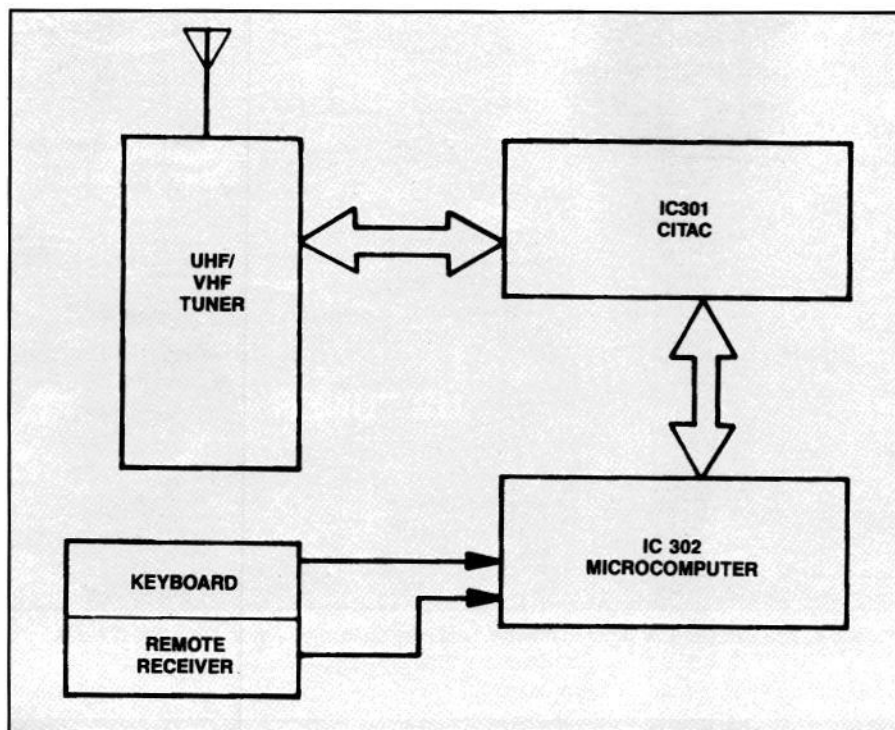 UHF/
VHF
TUNER
IC301
CITAC
IC 302
MICROCOMPUTER
KEYBOARD
REMOTE
RECEIVER